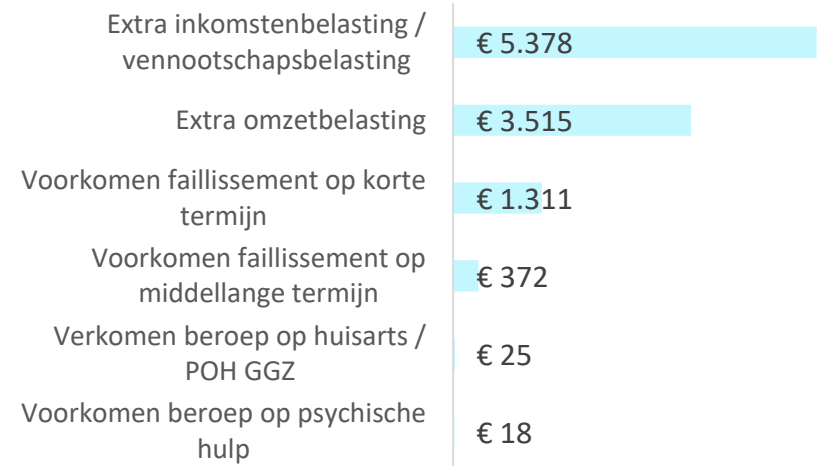 Extra inkomstenbelasting /
vennootschapsbelasting
€ 5.378
Extra omzetbelasting
€ 3.515
Voorkomen faillissement op korte
termijn
€ 1.311
Voorkomen faillissement op
middellange termijn
€ 372
Verkomen beroep op huisarts /
POH GGZ
€ 25
Voorkomen beroep op psychische
hulp
€ 18